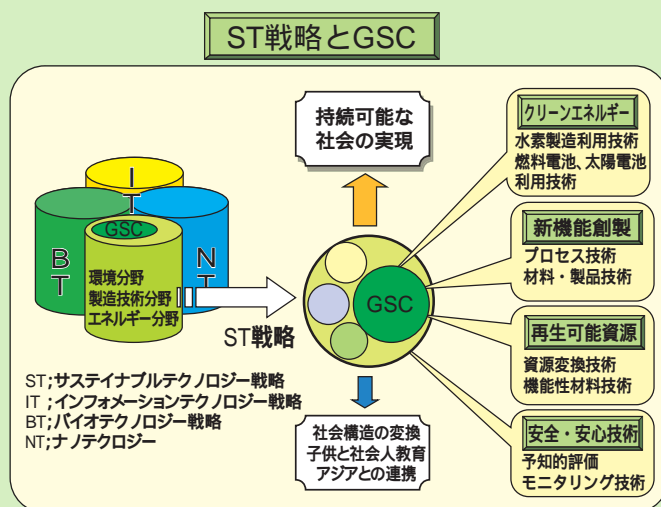 ST戦略とGSC
持続可能な
社会の実現
I
T
GSC
B
T
N
T
環境分野
製造技術分野
エネルギー分野
ST戦略
GSC
ST;サステイナブルテクノロジー戦略
IT ;インフォメーションテクノロジー戦略
BT;バイオテクノロジー戦略
NT;ナノテクロジー
社会構造の変換
子供と社会人教育
アジアとの連携
クリーンエネルギー
水素製造利用技術
燃料電池、太陽電池
利用技術
新機能創製
プロセス技術
材料・製品技術
再生可能資源
資源変換技術
機能性材料技術
安全・安心技術
予知的評価
モニタリング技術